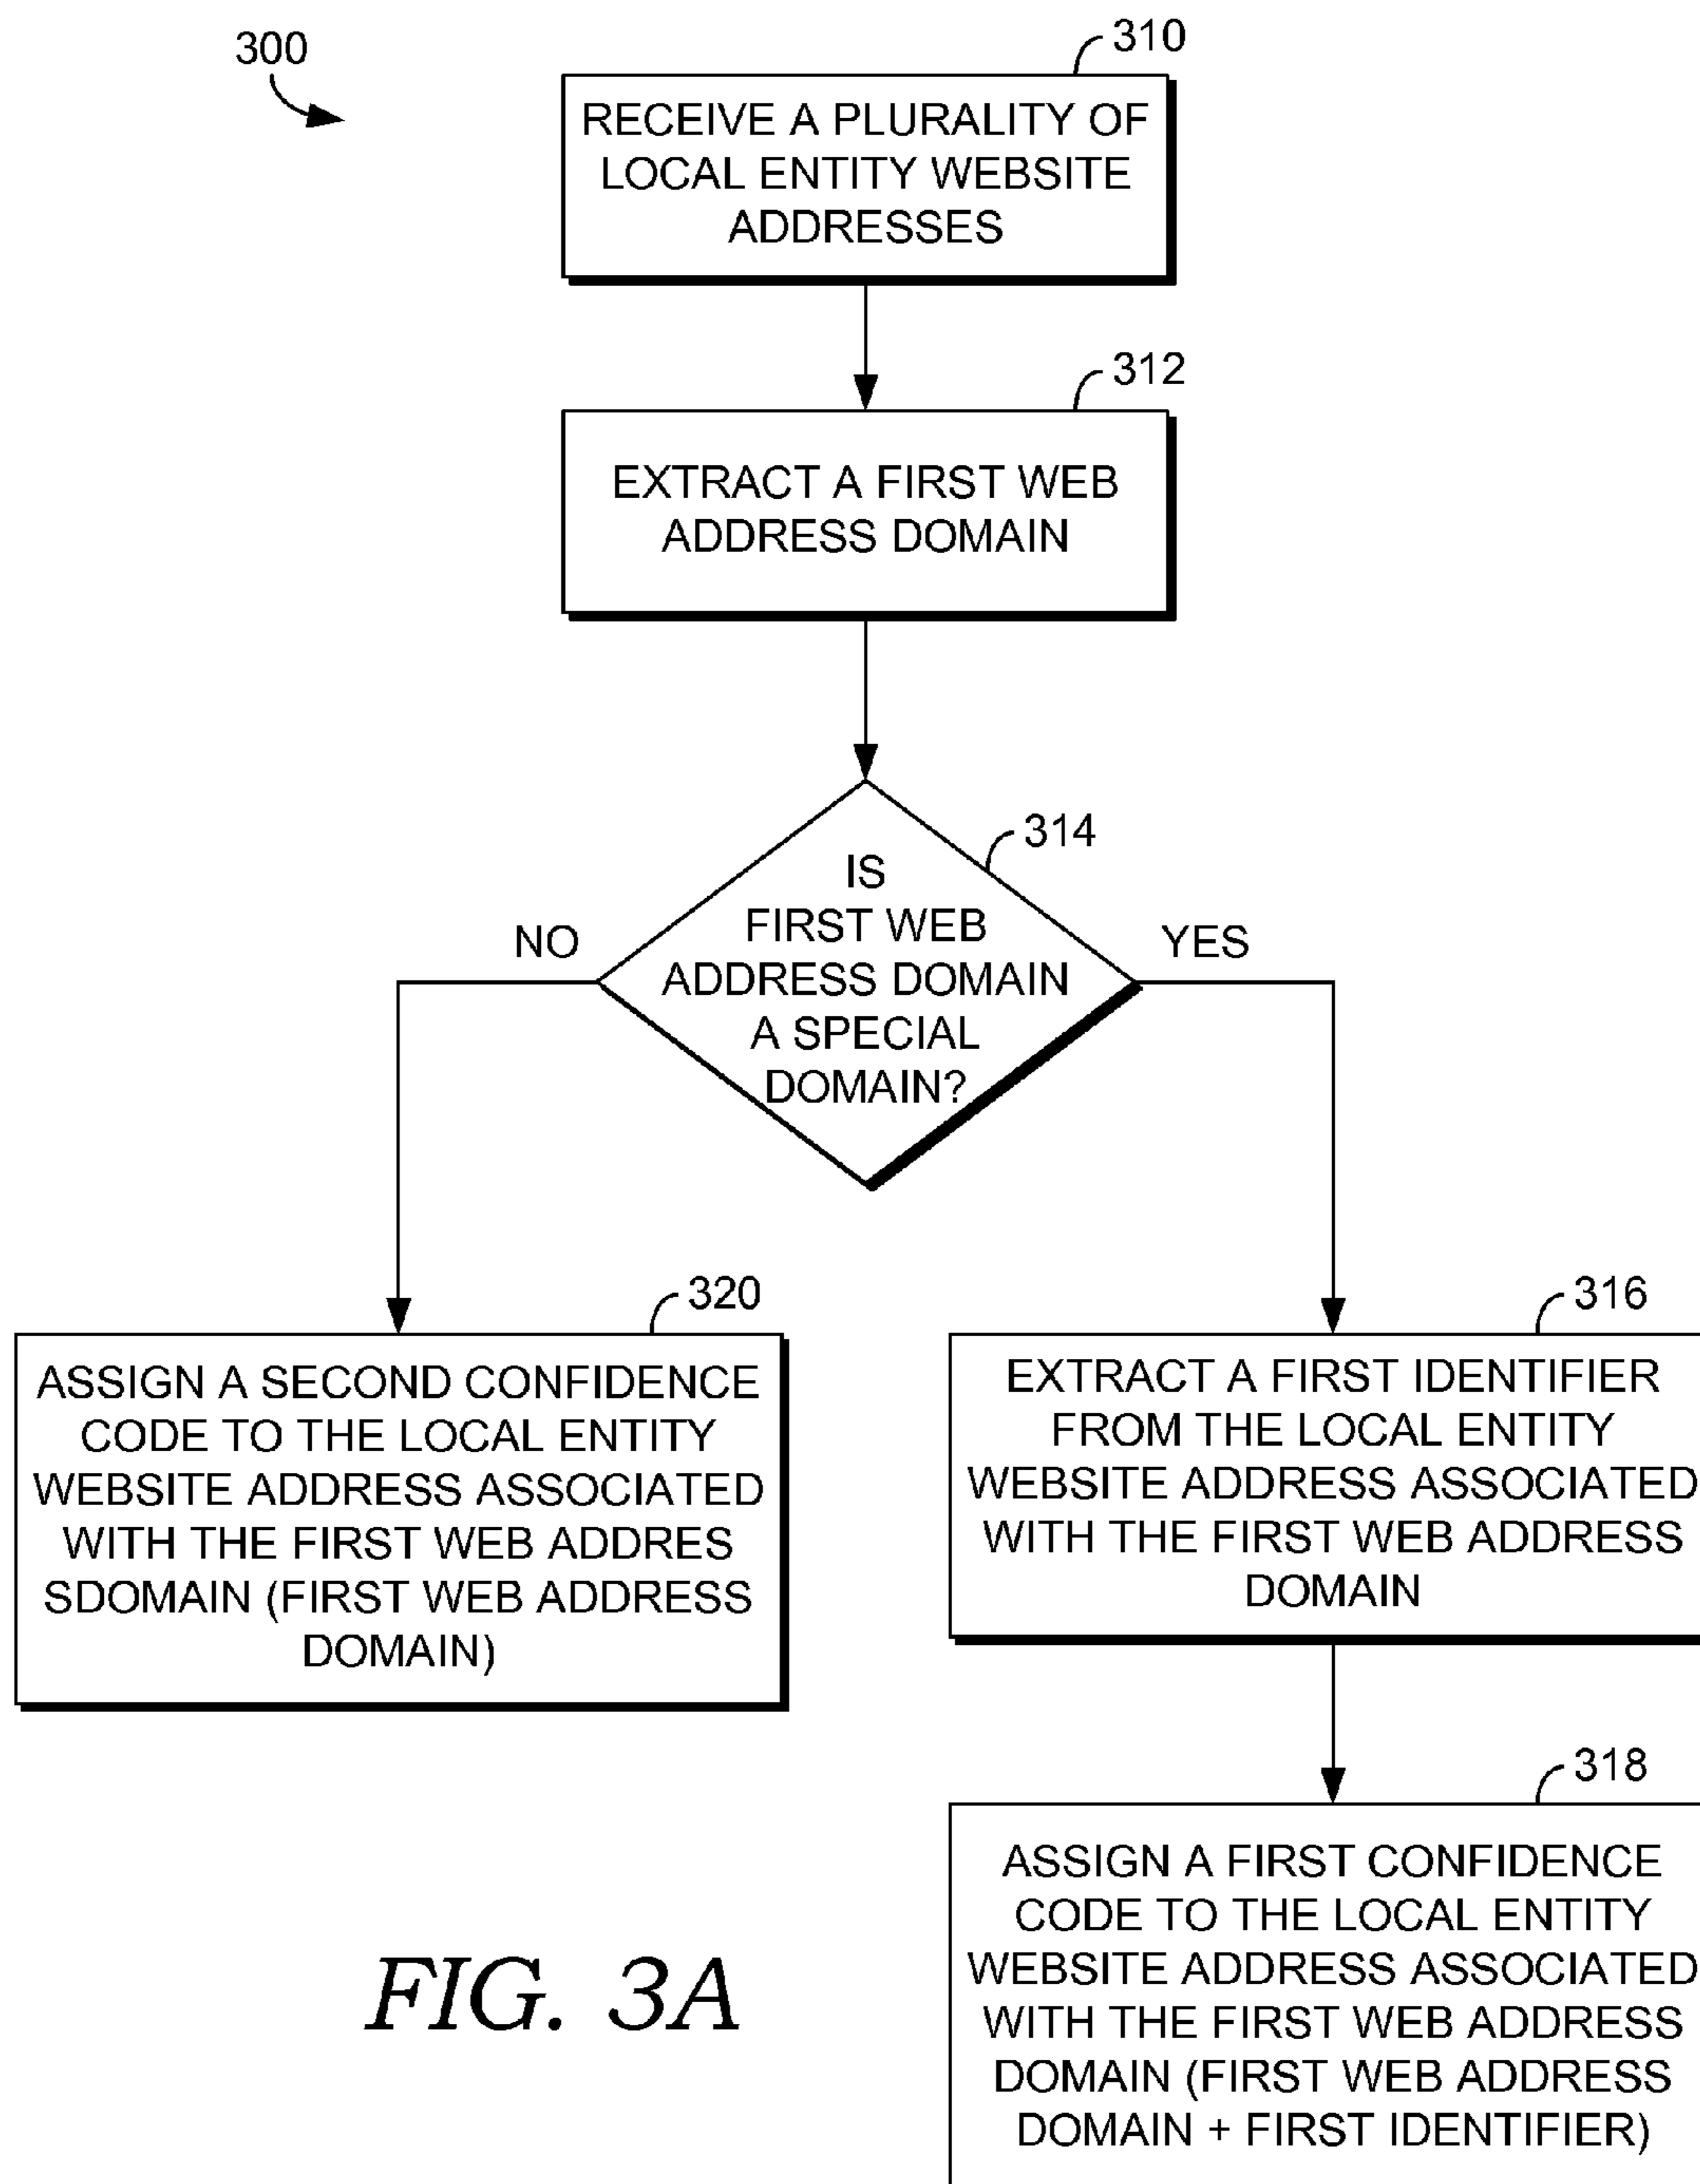 300
310
RECEIVE A PLURALITY OF
LOCAL ENTITY WEBSITE
ADDRESSES
312
EXTRACT A FIRST WEB
ADDRESS DOMAIN
314
IS
FIRST WEB
ADDRESS DOMAIN
A SPECIAL
DOMAIN?
NO
YES
320
ASSIGN A SECOND CONFIDENCE
CODE TO THE LOCAL ENTITY
WEBSITE ADDRESS ASSOCIATED
WITH THE FIRST WEB ADDRES
SDOMAIN (FIRST WEB ADDRESS
DOMAIN)
316
EXTRACT A FIRST IDENTIFIER
FROM THE LOCAL ENTITY
WEBSITE ADDRESS ASSOCIATED
WITH THE FIRST WEB ADDRESS
DOMAIN
318
ASSIGN A FIRST CONFIDENCE
CODE TO THE LOCAL ENTITY
WEBSITE ADDRESS ASSOCIATED
WITH THE FIRST WEB ADDRESS
DOMAIN (FIRST WEB ADDRESS
DOMAIN + FIRST IDENTIFIER)
FIG. 3A